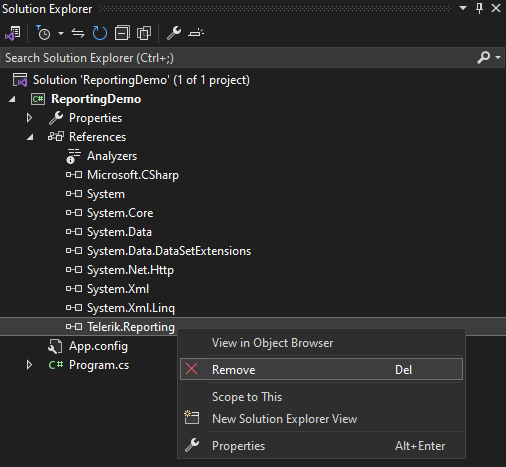 Solution Explorer
Search Solution Explorer (Ctrl+;)
Solution 'ReportingDemo' (1 of 1 project)
C# ReportingDemo
Properties
References
Analyzers
Microsoft.CSharp
System
System.Core
System.Data
System.Data.DataSetExtensions
System.Net.Http
System.Xml
System.Xml.Linq
Telerik.Reporting
View in Object Browser
App.config
C# Program.cs
Remove Del
Scope to This
New Solution Explorer View
Properties Alt+Enter